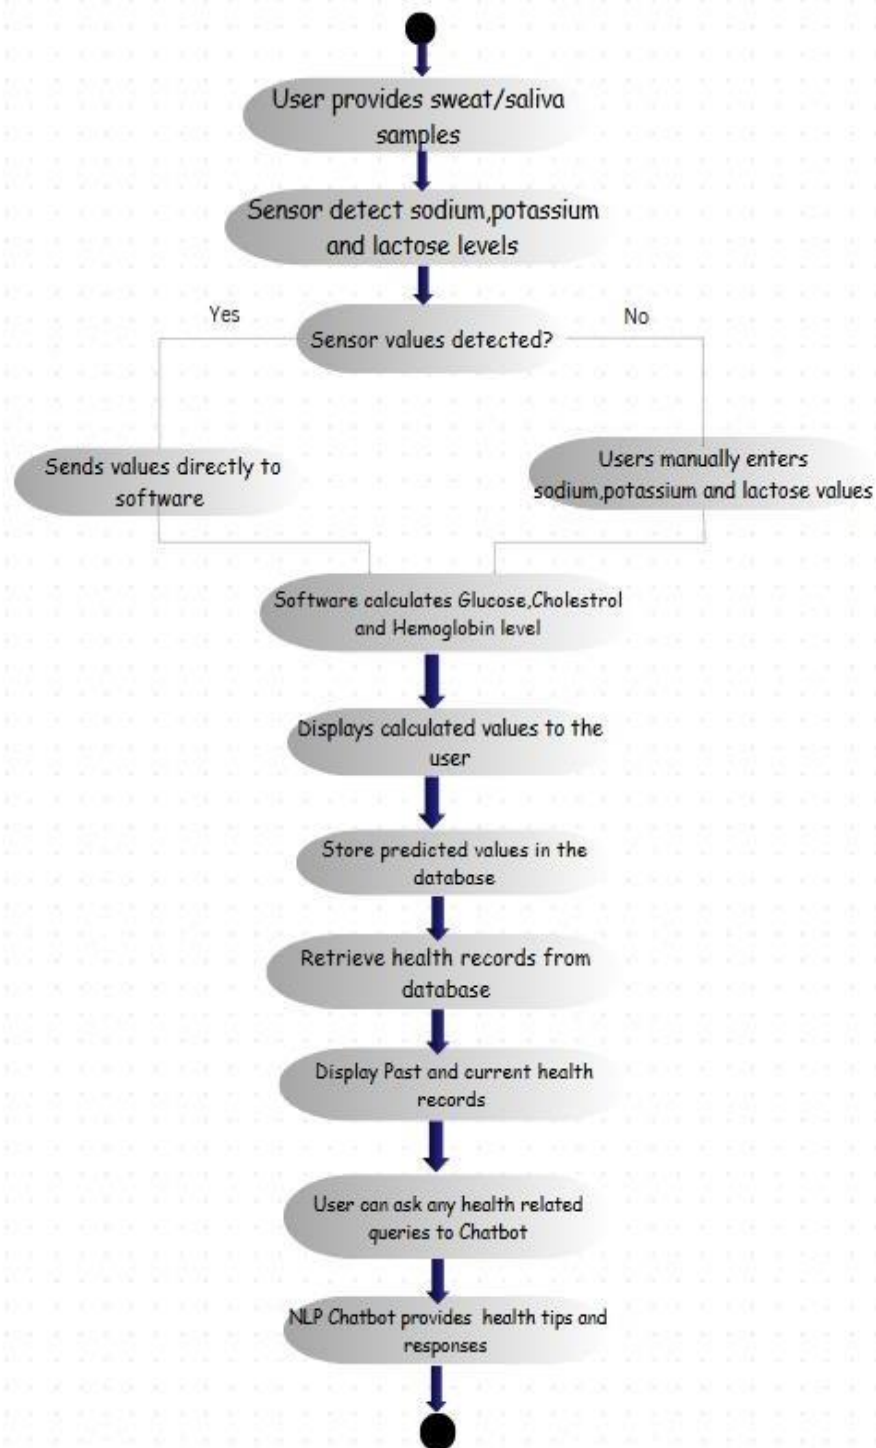 User provides sweat/saliva
samples
Sensor detect sodium,potassium
and lactose levels
Sensor values detected?
Yes
No
Sends values directly to
software
Users manually enters
sodium,potassium and lactose values
Software calculates Glucose,Cholestrol
and Hemoglobin level
Displays calculated values to the
user
Store predicted values in the
database
Retrieve health records from
database
Display Past and current health
records
User can ask any health related
queries to Chatbot
NLP Chatbot provides health tips and
responses